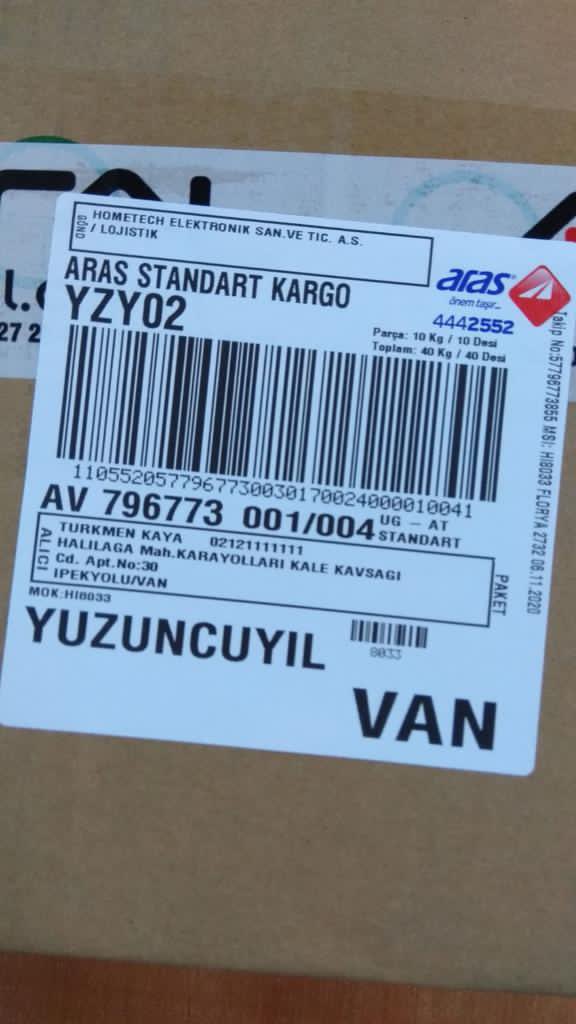 GÖND
HOMETECH ELEKTRONIK SAN.VE TIC. A.S.
/ LOJISTIK
ARAS STANDART KARGO
YZY02
aras
önem taşır...
4442552
Parça: 10 Kg / 10 Desi
Toplam: 40 Kg / 40 Desi
27 2
1105520577967730030170024000010041
AV 796773 001/004 UG - AT
STANDART
ALICI
TURKMEN KAYA 02121111111
HALILAGA Mah.KARAYOLLARI KALE KAVSAGI
Cd. Apt.No:30
IPEKYOLU/VAN
PAKET
MOK:HI8033
YUZUNCUYIL
8033
VAN
Takip No:57796773855 MSI: HI8033 FLORYA 2732 06.11.2020